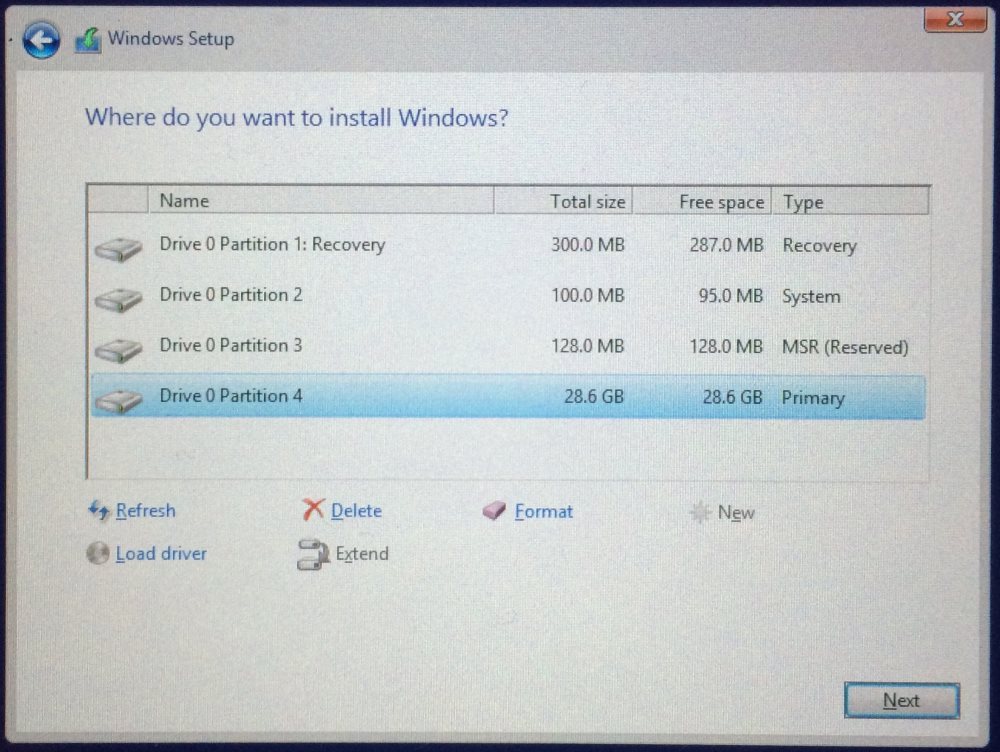 Windows Setup
Where do you want to install Windows?
Name Total size Free space Type
Drive 0 Partition 1: Recovery 300.0 MB 287.0 MB Recovery
Drive 0 Partition 2 100.0 MB 95.0 MB System
Drive 0 Partition 3 128.0 MB 128.0 MB MSR (Reserved)
Drive 0 Partition 4 28.6 GB 28.6 GB Primary
Refresh Delete Format New
Load driver Extend
Next